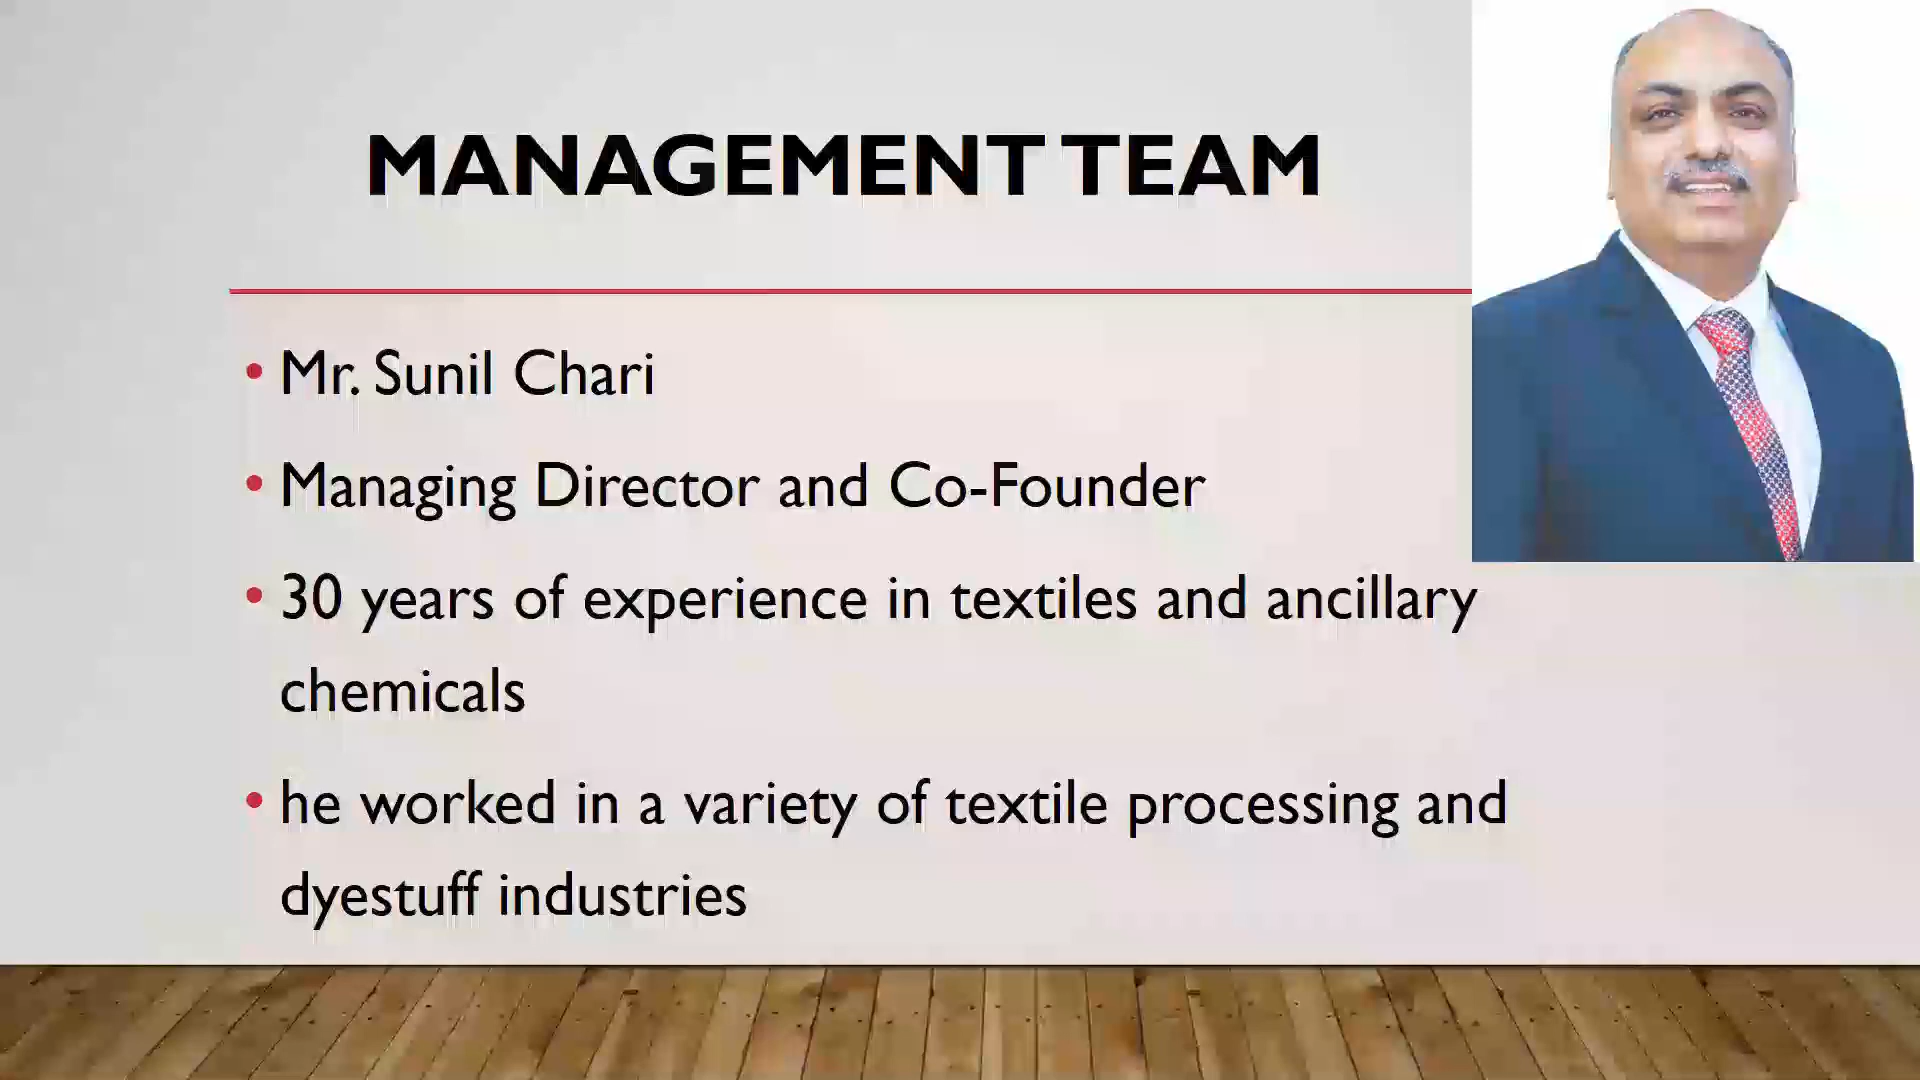 MANAGEMENT TEAM
• Mr. Sunil Chari
• Managing Director and Co-Founder
• 30 years of experience in textiles and ancillary
chemicals
• he worked in a variety of textile processing and
dyestuff industries